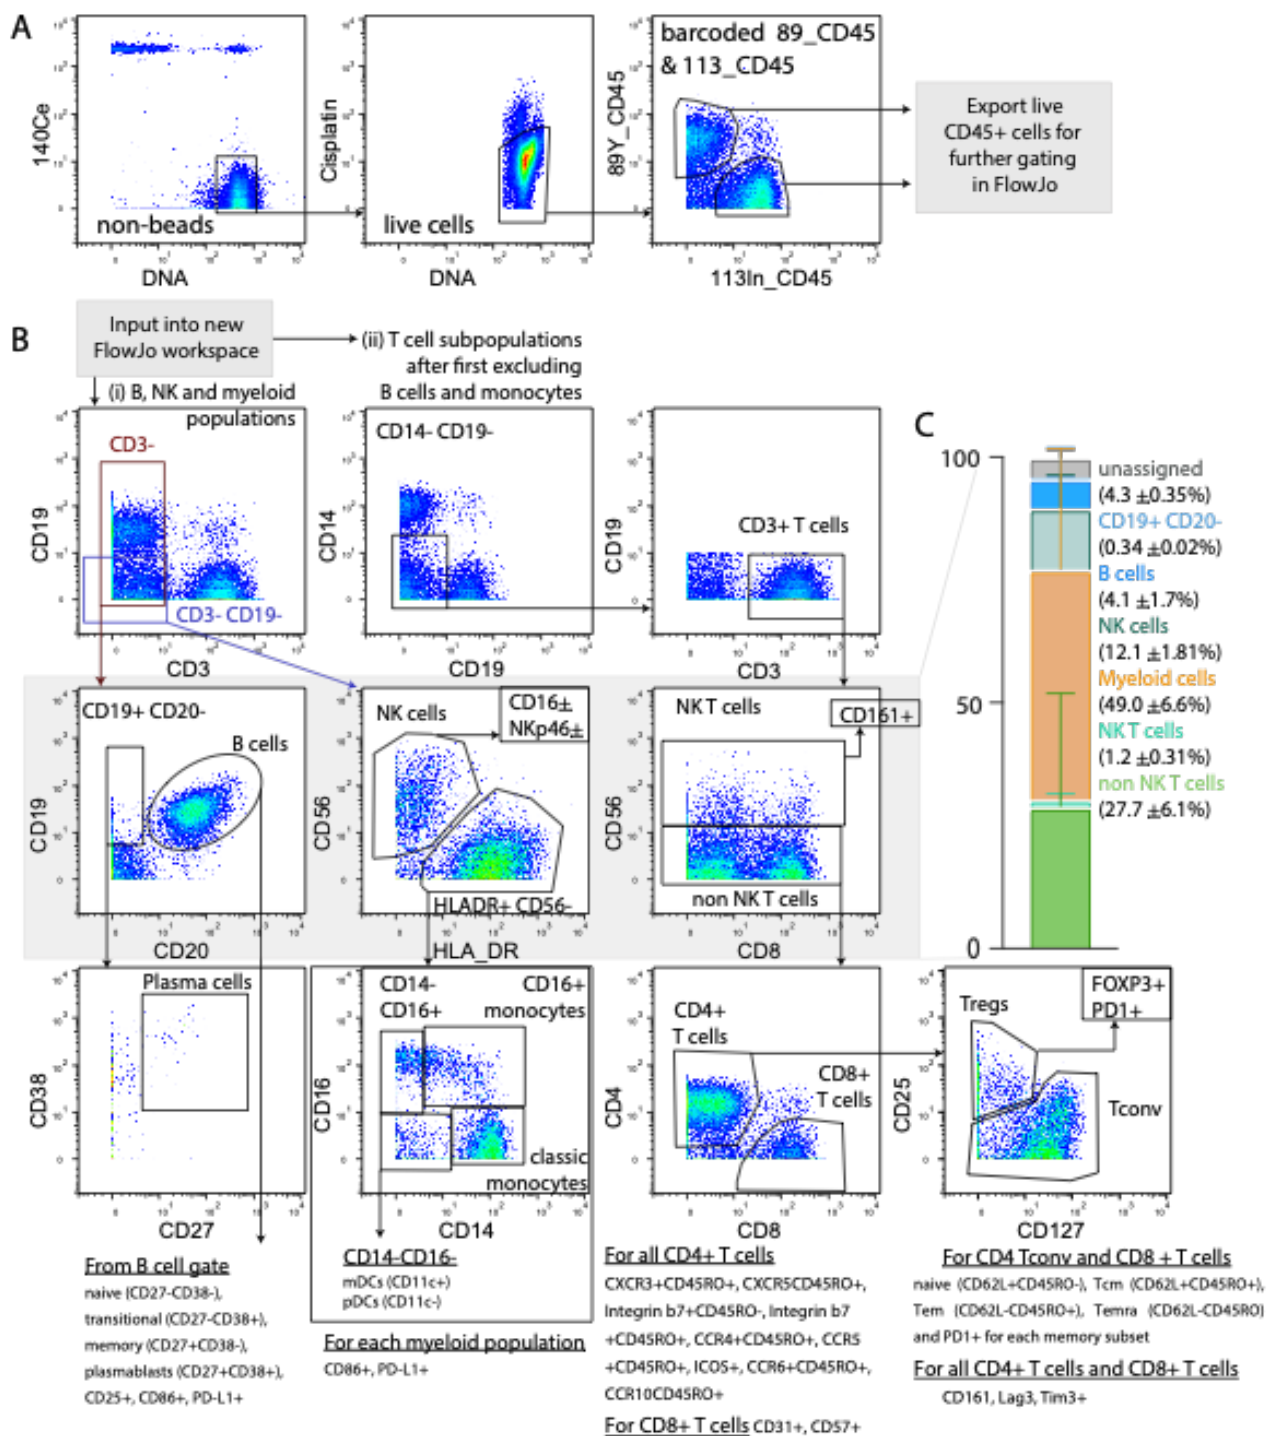 A
barcoded 89_CD45
& 113_CD45
140Ce
Cisplatin
89Y_CD45
non-beads
live cells
DNA
DNA
113In_CD45
Export live
CD45+ cells for
further gating
in FlowJo
B
Input into new
FlowJo workspace
(ii) T cell subpopulations
after first excluding
B cells and monocytes
(i) B, NK and myeloid
populations
CD3-
CD3- CD19-
CD19
CD3
CD14- CD19-
CD14
CD19
CD3+ T cells
CD19
CD3
C
100
50
0
unassigned
(4.3 ±0.35%)
CD19+ CD20-
(0.34 ±0.02%)
B cells
(4.1 ±1.7%)
NK cells
(12.1 ±1.81%)
Myeloid cells
(49.0 ±6.6%)
NKT cells
(1.2 ±0.31%)
non NKT cells
(27.7 ±6.1%)
CD19+ CD20-
B cells
CD19
CD20
NK cells
CD16±
NKp46±
CD56
HLADR+ CD56-
HLA_DR
NKT cells
CD161+
CD56
non NKT cells
CD8
Plasma cells
CD38
CD27
CD14-
CD16+
CD16+
monocytes
CD16
classic
monocytes
CD14
CD4+
T cells
CD8+
T cells
CD4
CD8
Tregs
FOXP3+
PD1+
CD25
Tconv
CD127
From B cell gate
naive (CD27-CD38-),
transitional (CD27-CD38+),
memory (CD27+CD38-),
plasmablasts (CD27+CD38+),
CD25+, CD86+, PD-L1+
CD14-CD16-
mDCs (CD11c+)
pDCs (CD11c-)
For each myeloid population
CD86+, PD-L1+
For all CD4+ T cells
CXCR3+CD45RO+, CXCR5CD45RO+,
Integrin b7+CD45RO-, Integrin b7
+CD45RO+, CCR4+CD45RO+, CCR5
+CD45RO+, ICOS+, CCR6+CD45RO+,
CCR10CD45RO+
For CD8+ T cells CD31+, CD57+
For CD4 Tconv and CD8 + T cells
naive (CD62L+CD45RO-), Tcm (CD62L+CD45RO+),
Tem (CD62L-CD45RO+), Temra (CD62L-CD45RO)
and PD1+ for each memory subset
For all CD4+ T cells and CD8+ T cells
CD161, Lag3, Tim3+